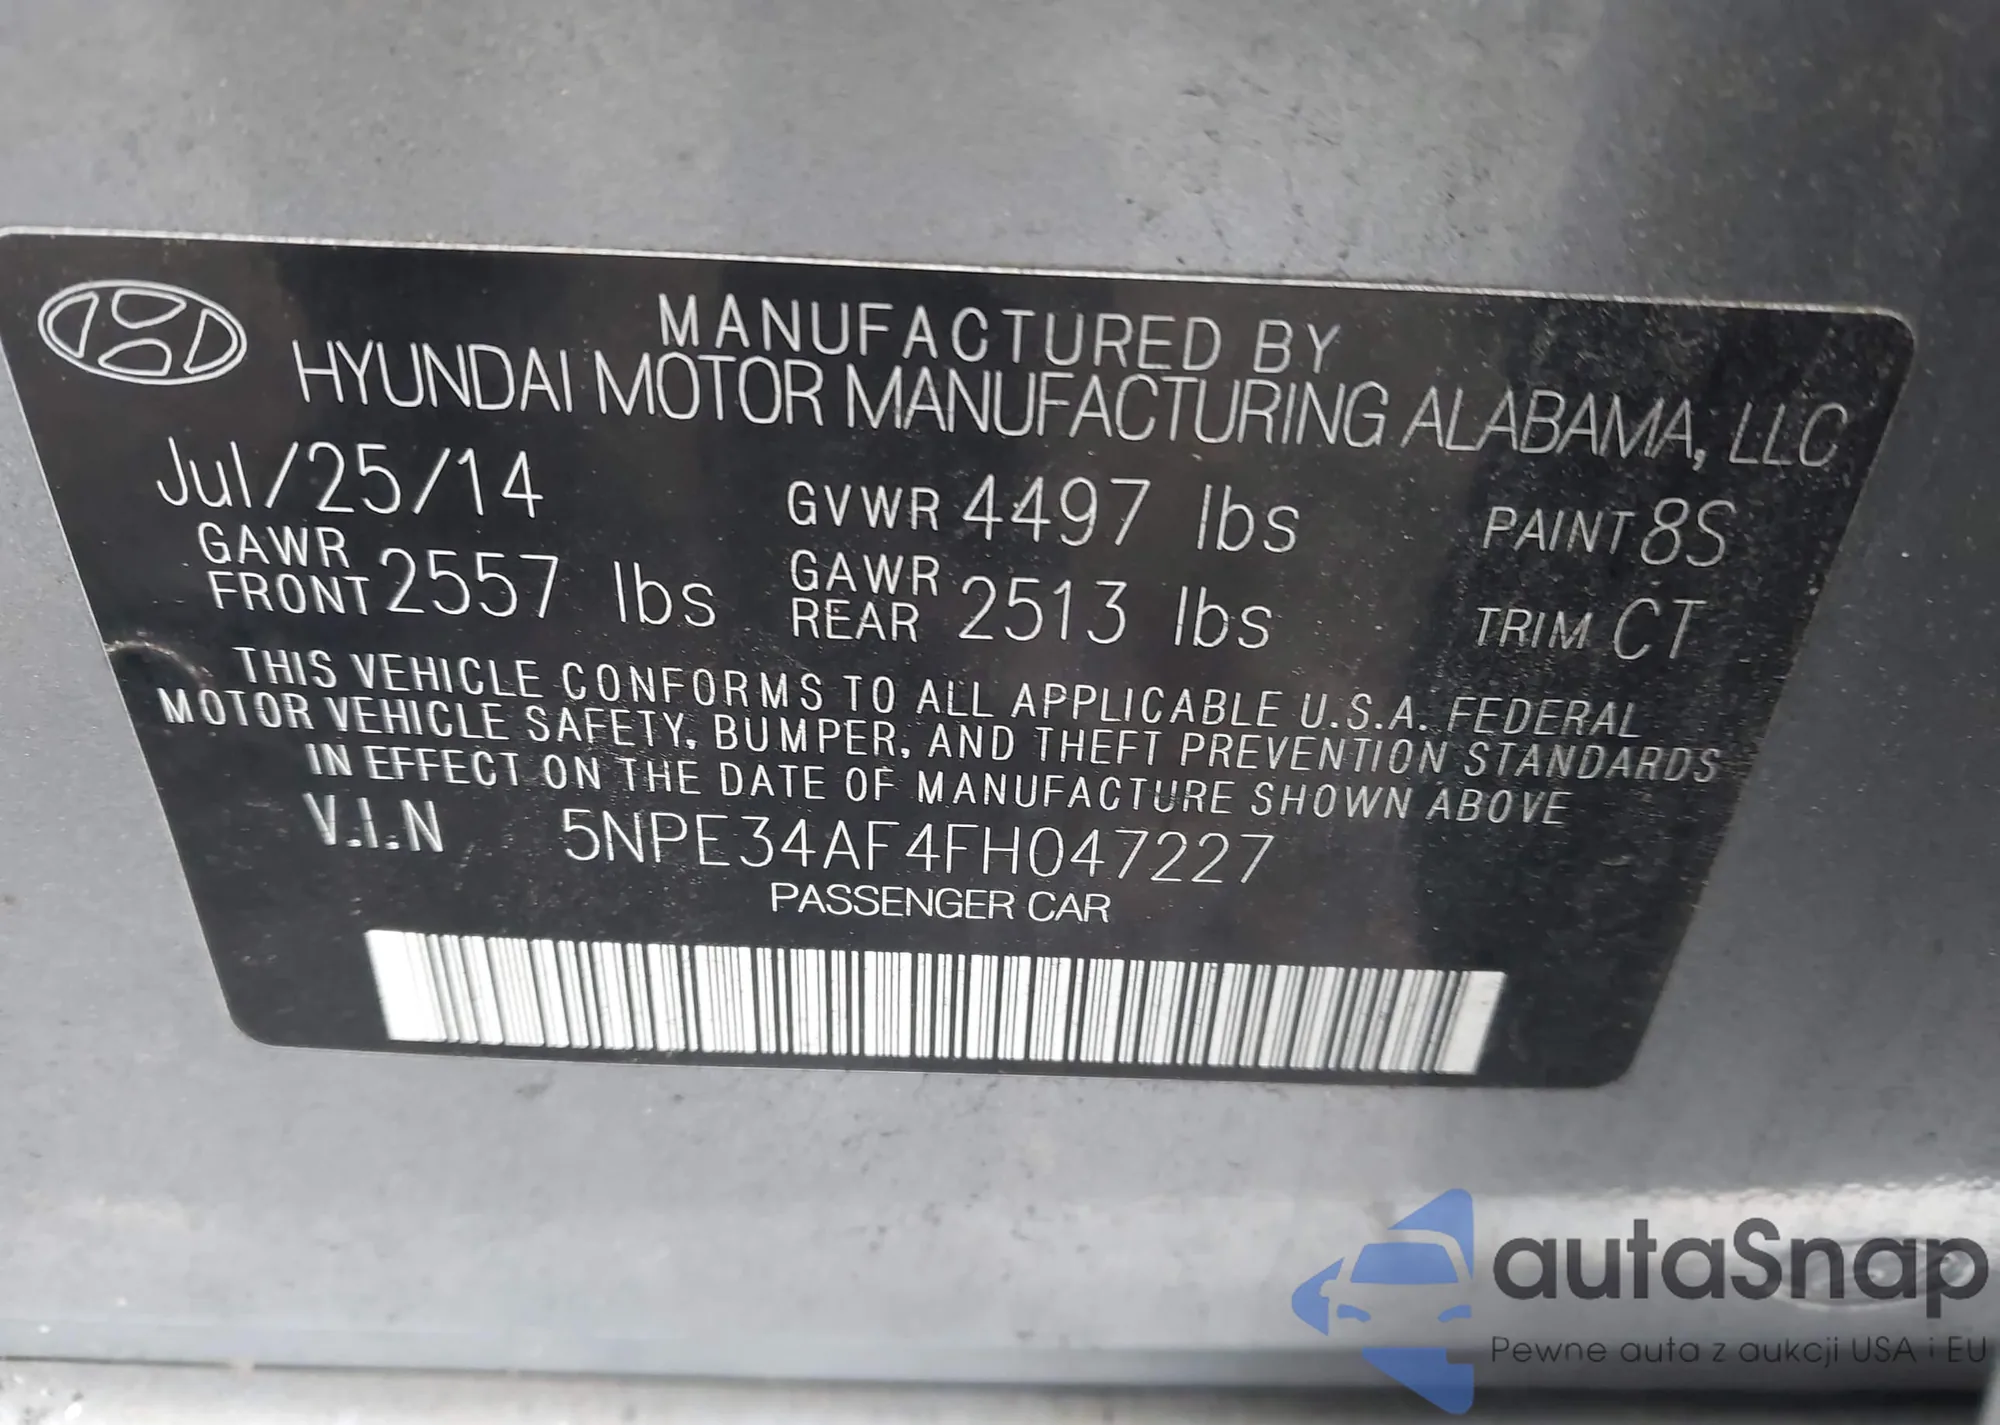 MANUFACTURED BY
HYUNDAI MOTOR MANUFACTURING ALABAMA, LLC
Jul/25/14 GVWR 4497 lbs PAINT 8S
GAWR FRONT 2557 lbs GAWR REAR 2513 lbs TRIM CT
THIS VEHICLE CONFORMS TO ALL APPLICABLE U.S.A. FEDERAL
MOTOR VEHICLE SAFETY, BUMPER, AND THEFT PREVENTION STANDARDS
IN EFFECT ON THE DATE OF MANUFACTURE SHOWN ABOVE
V.I.N 5NPE34AF4FH047227
PASSENGER CAR
autaSnap
Pewne auta z aukcji USA i EU